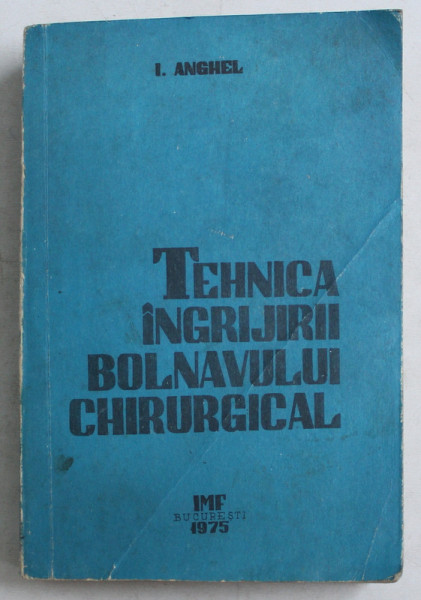 I. ANGHEL
TEHNICA
ÎNGRIJIRII
BOLNAVULUI
CHIRURGICAL
IMF
BUCUREȘTI
1975